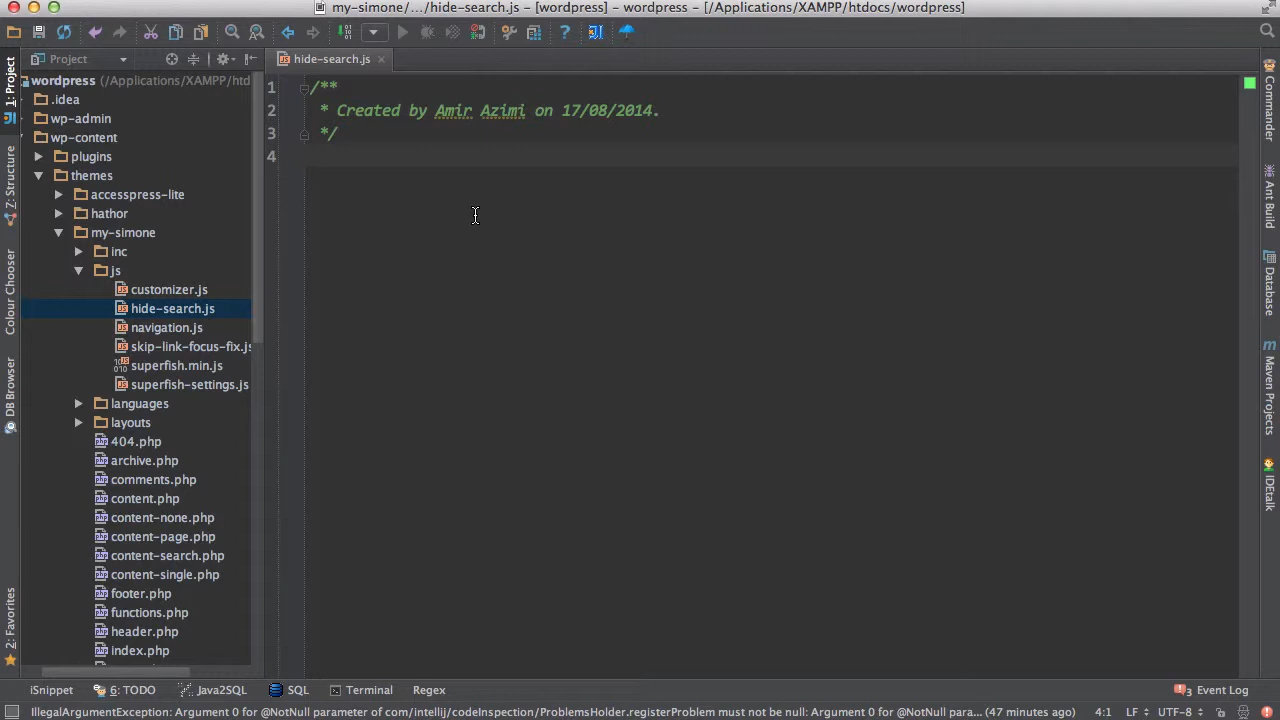 my-simone/.../hide-search.js - [wordpress] - wordpress - [/Applications/XAMPP/htdocs/wordpress]
Project
hide-search.js
1: Project
Z: Structure
Colour Chooser
DB Browser
2: Favorites
wordpress (/Applications/XAMPP/htd
.idea
wp-admin
wp-content
plugins
themes
accesspress-lite
hathor
my-simone
inc
js
customizer.js
hide-search.js
navigation.js
skip-link-focus-fix.js
superfish.min.js
superfish-settings.js
languages
layouts
404.php
archive.php
comments.php
content.php
content-none.php
content-page.php
content-search.php
content-single.php
footer.php
functions.php
header.php
index.php
1 /**
2 * Created by Amir Azimi on 17/08/2014.
3 */
4
Commander
Ant Build
Database
Maven Projects
IDEtalk
iSnippet
6: TODO
Java2SQL
SQL
Terminal
Regex
3 Event Log
IllegalArgumentException: Argument 0 for @NotNull parameter of com/intellij/codeInspection/ProblemsHolder.registerProblem must not be null: Argument 0 for @NotNull para... (47 minutes ago)
4:1 LF UTF-8